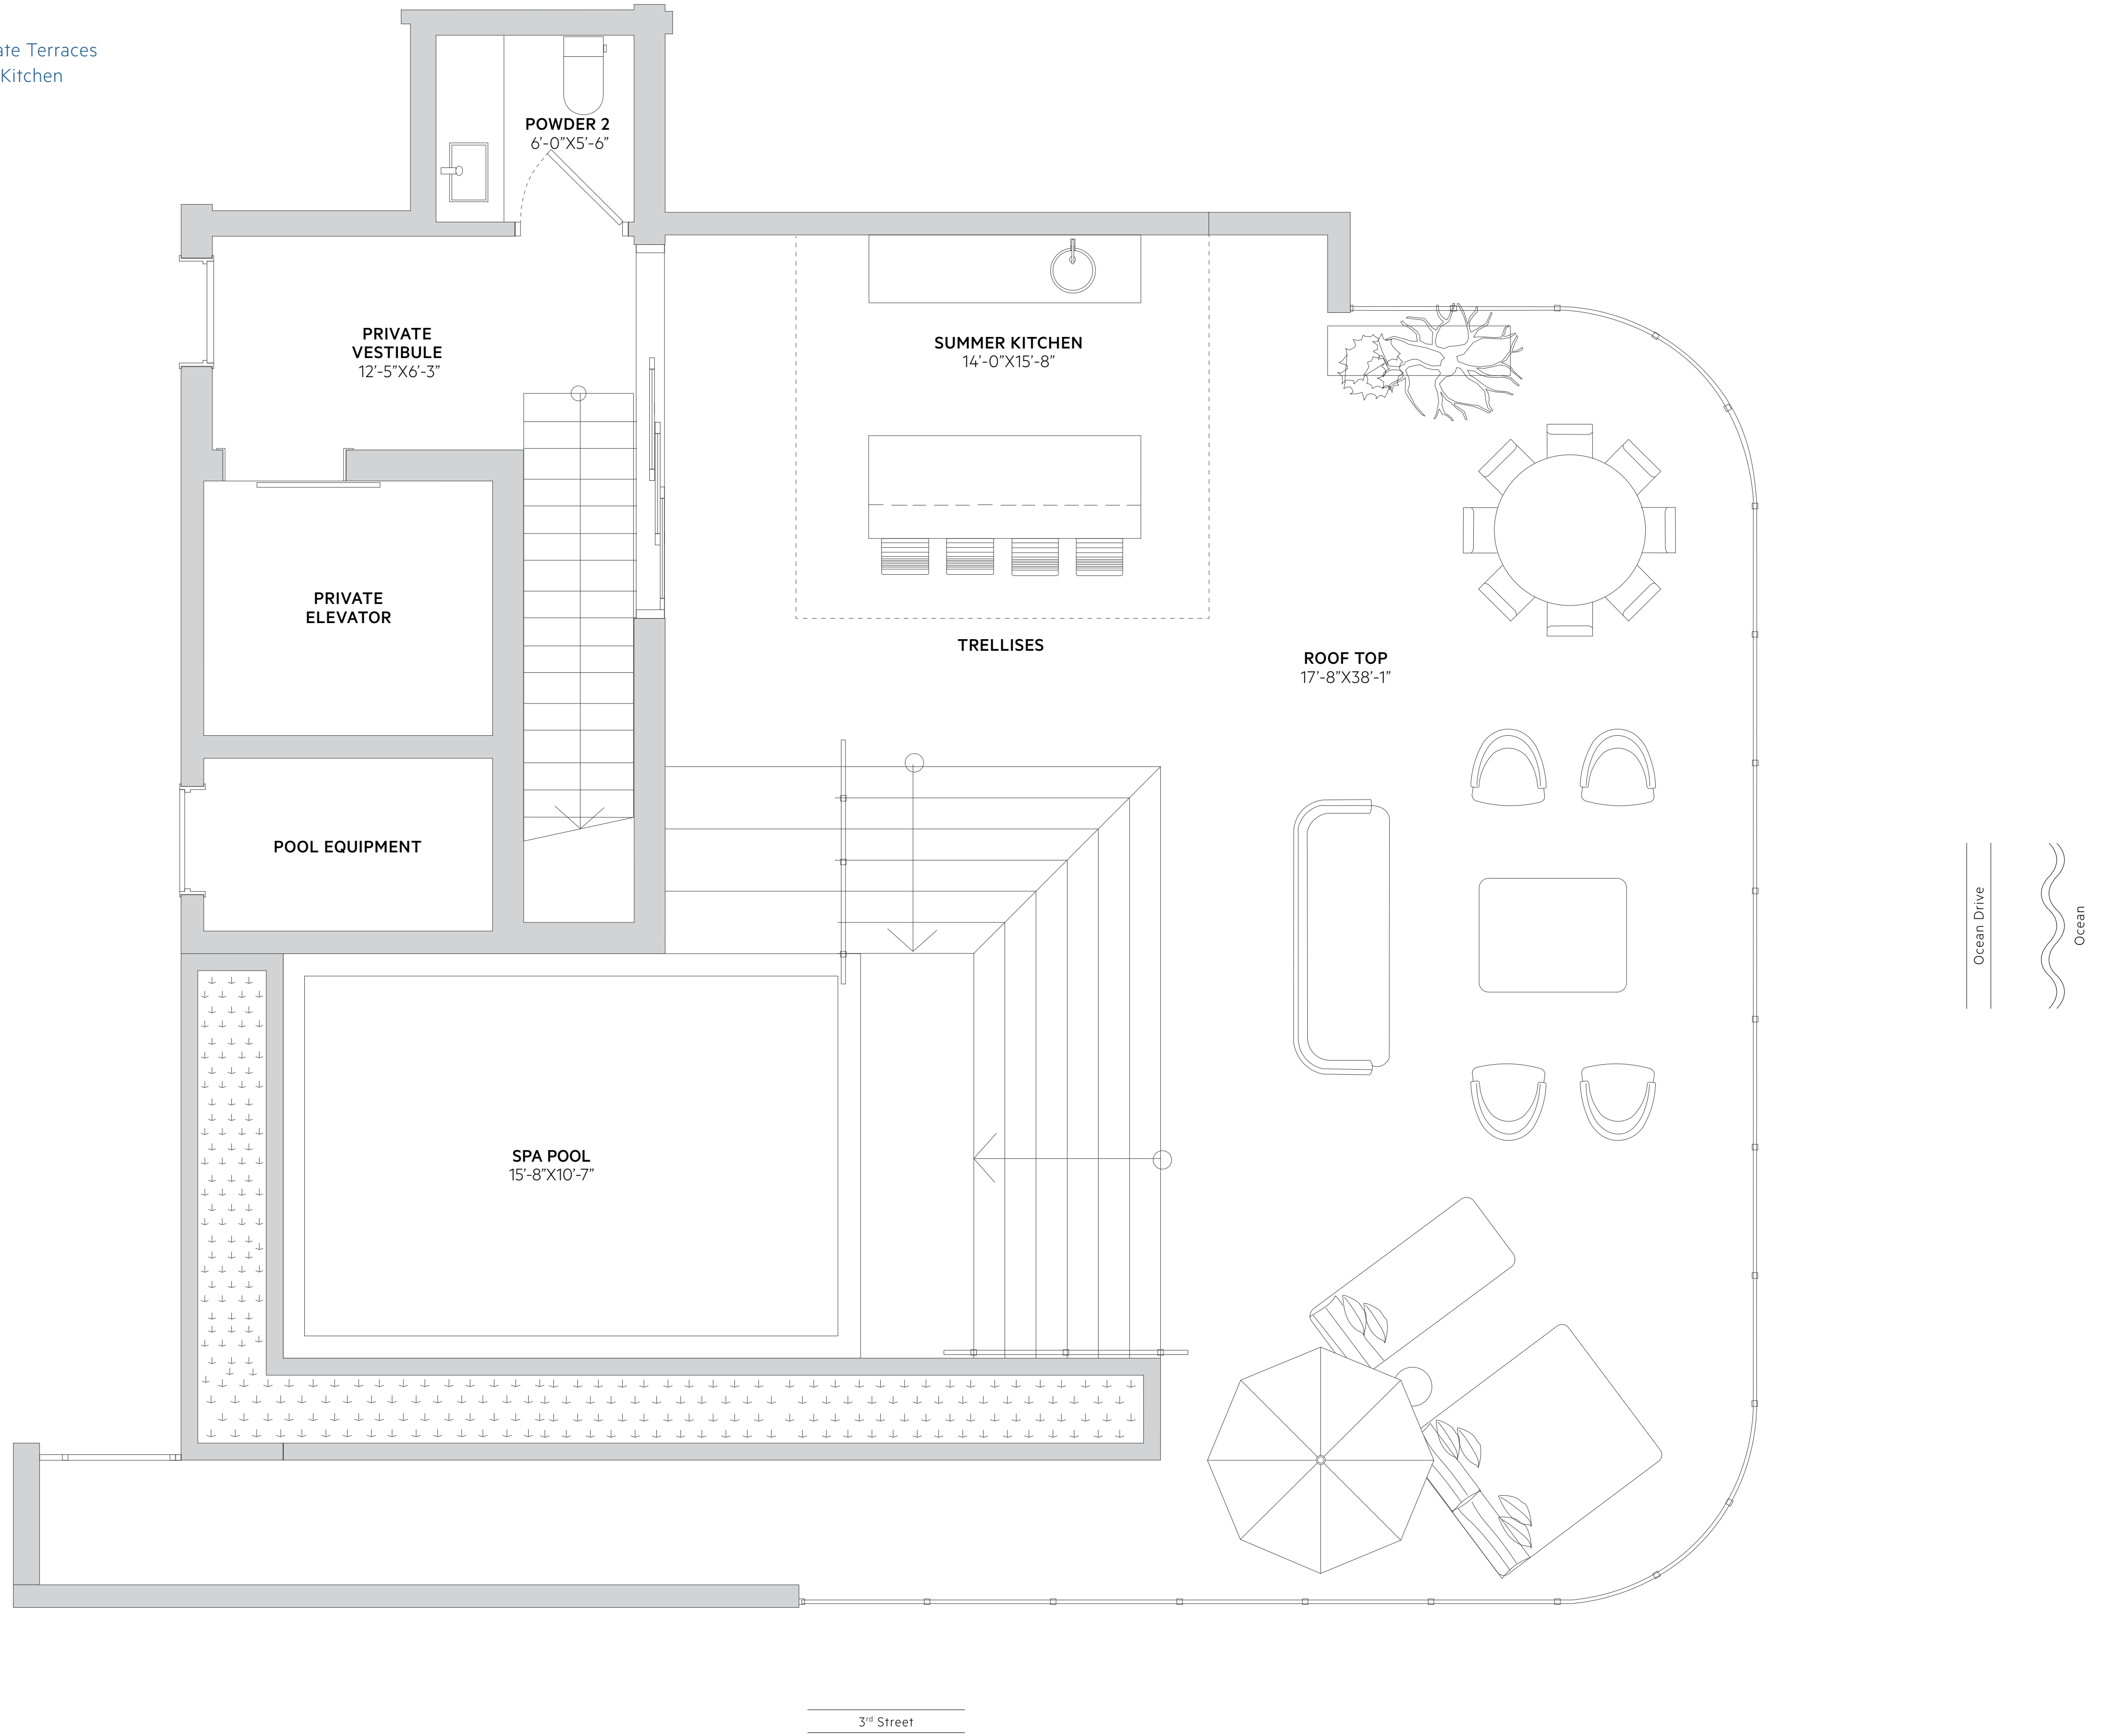 ate Terraces
Kitchen
POWDER 2
6'-0"X5'-6"
PRIVATE
VESTIBULE
12'-5"X6'-3"
SUMMER KITCHEN
14'-0"X15'-8"
PRIVATE
ELEVATOR
TRELLISES
ROOF TOP
17'-8"X38'-1"
POOL EQUIPMENT
Ocean Drive
Ocean
SPA POOL
15'-8"X10'-7"
3rd Street